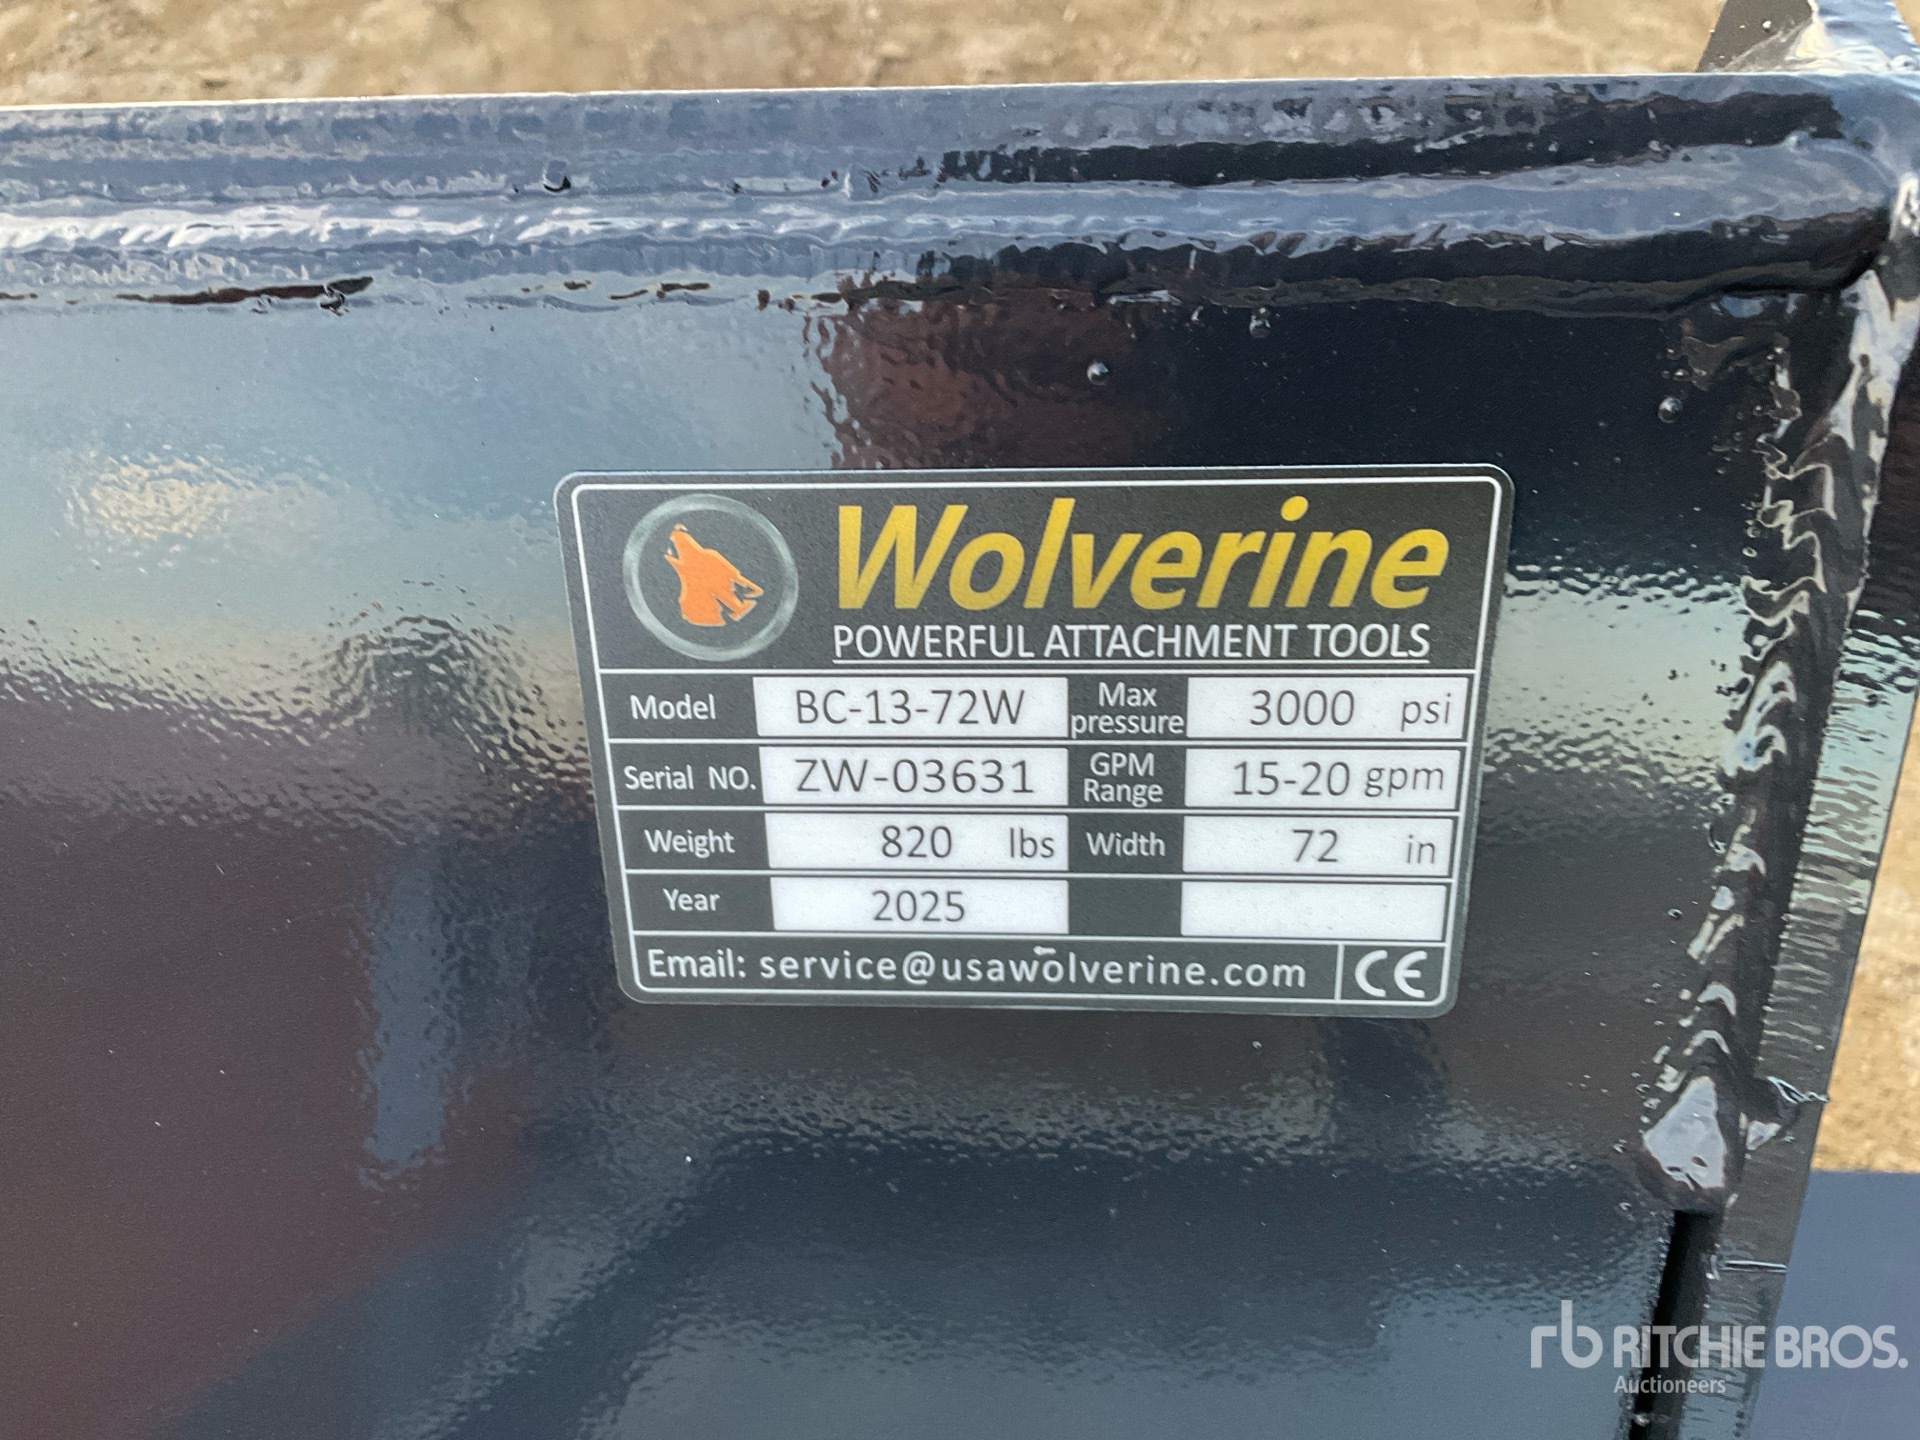 Wolverine
POWERFUL ATTACHMENT TOOLS
Model BC-13-72W Max pressure 3000 psi
Serial NO. ZW-03631 GPM Range 15-20 gpm
Weight 820 lbs Width 72 in
Year 2025
Email: service@usawolverine.com CE
rb RITCHIE BROS.
Auctioneers